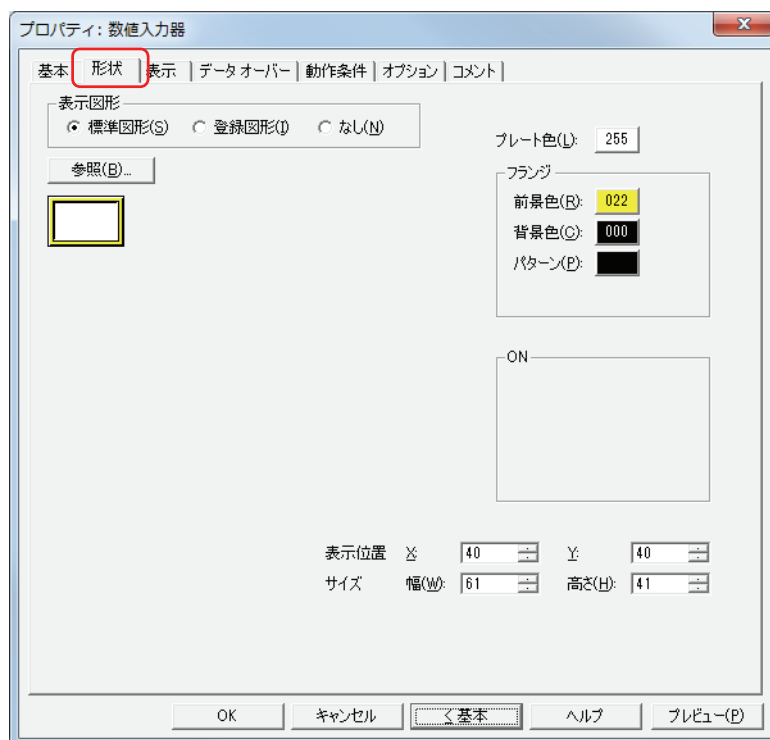 プロパティ: 数値入力器
x
基本 形状 表示 データ オーバー 動作条件 オプション コメント
表示図形
標準図形(S) 登録図形(I) なし(N)
参照(B)...
プレート色(L): 255
フランジ
前景色(R): 022
背景色(C): 000
パターン(P):
ON
表示位置 X: 40 Y: 40
サイズ 幅(W): 61 高さ(H): 41
OK キャンセル < 基本 ヘルプ プレビュー(P)